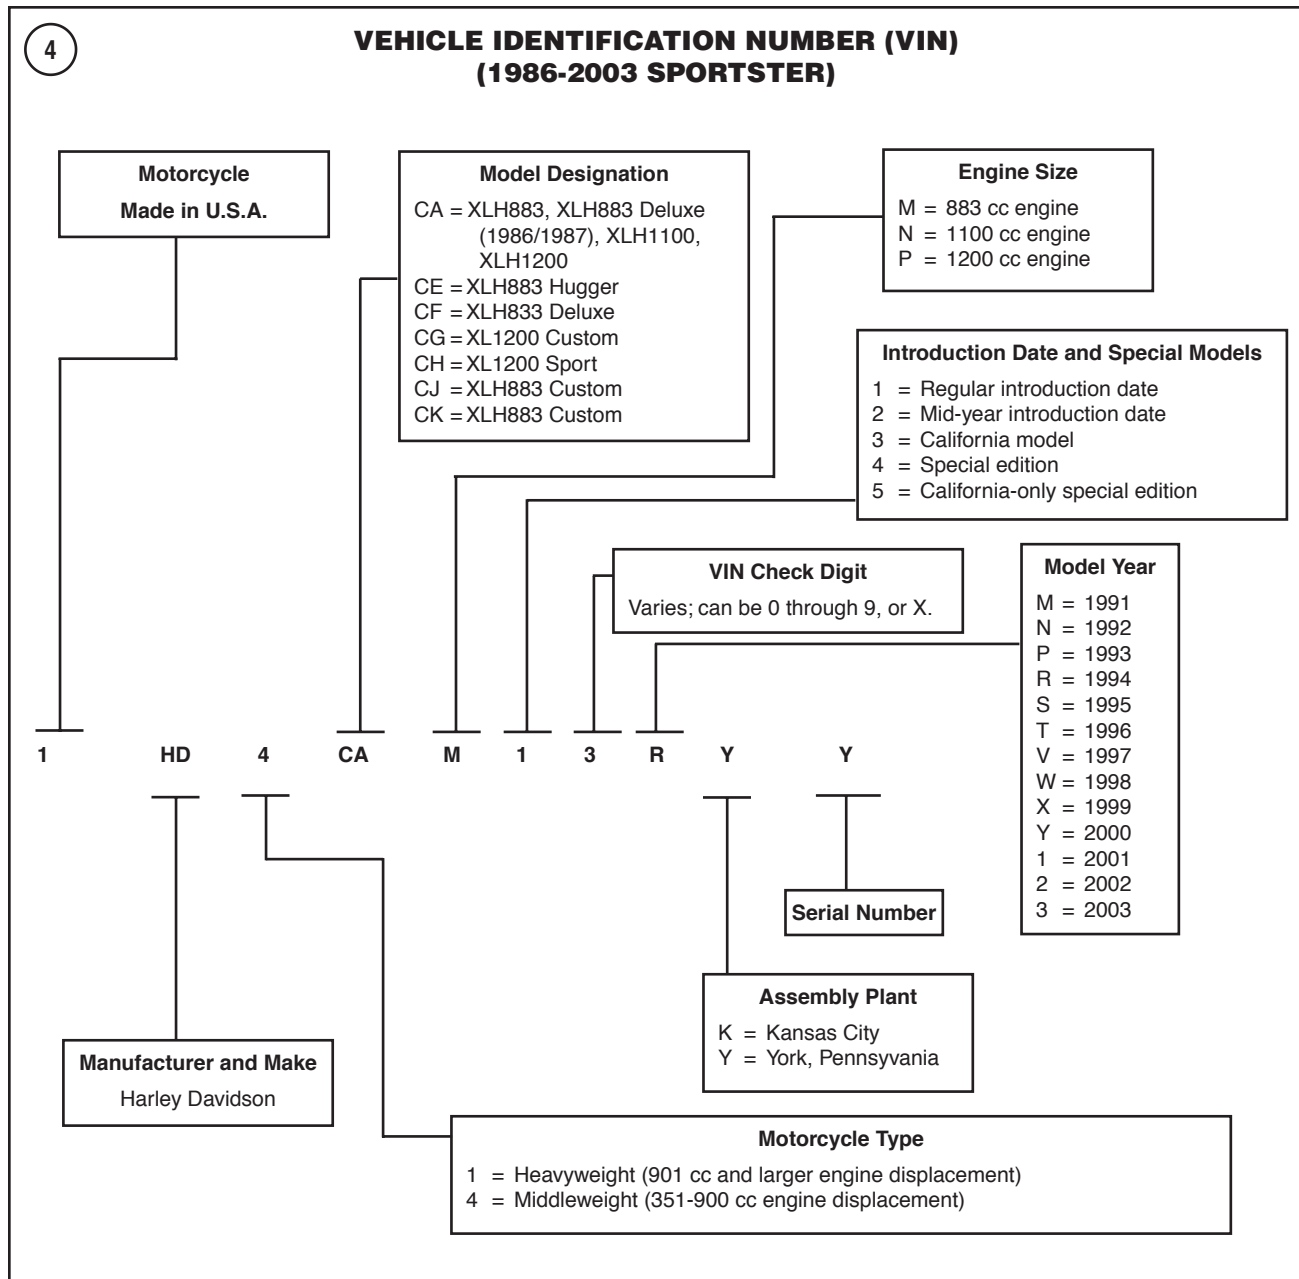 4
VEHICLE IDENTIFICATION NUMBER (VIN)
(1986-2003 SPORTSTER)
Motorcycle
Made in U.S.A.
Model Designation
CA = XLH883, XLH883 Deluxe
(1986/1987), XLH1100,
XLH1200
CE = XLH883 Hugger
CF = XLH833 Deluxe
CG = XL1200 Custom
CH = XL1200 Sport
CJ = XLH883 Custom
CK = XLH883 Custom
Engine Size
M = 883 cc engine
N = 1100 cc engine
P = 1200 cc engine
Introduction Date and Special Models
1 = Regular introduction date
2 = Mid-year introduction date
3 = California model
4 = Special edition
5 = California-only special edition
VIN Check Digit
Varies; can be 0 through 9, or X.
Model Year
M = 1991
N = 1992
P = 1993
R = 1994
S = 1995
T = 1996
V = 1997
W = 1998
X = 1999
Y = 2000
1 = 2001
2 = 2002
3 = 2003
1 HD 4 CA M 1 3 R Y Y
Serial Number
Assembly Plant
K = Kansas City
Y = York, Pennsyvania
Manufacturer and Make
Harley Davidson
Motorcycle Type
1 = Heavyweight (901 cc and larger engine displacement)
4 = Middleweight (351-900 cc engine displacement)